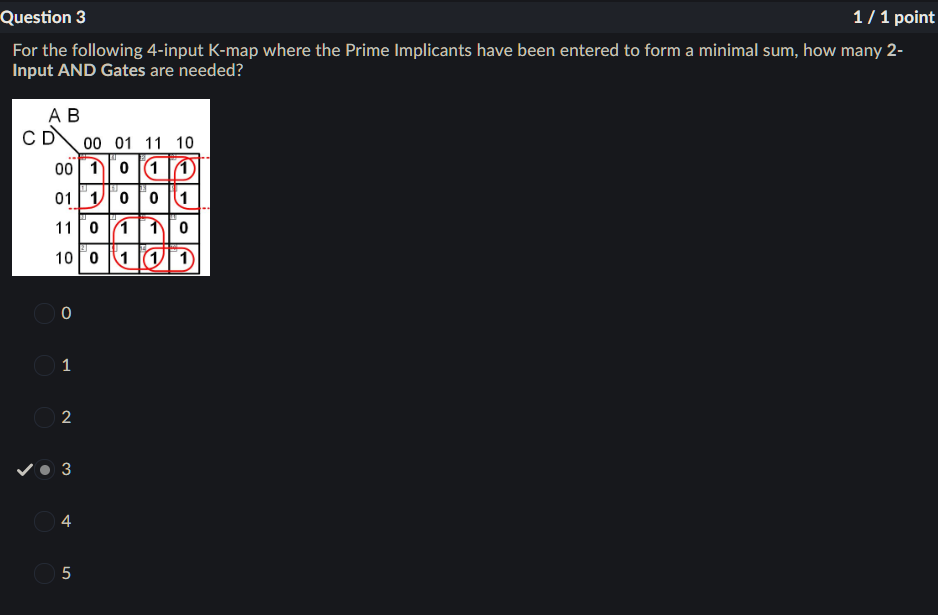 Question 3
1 / 1 point
For the following 4-input K-map where the Prime Implicants have been entered to form a minimal sum, how many 2-
Input AND Gates are needed?
A B
C D
00 01 11 10
00 1 0 1 1
01 1 0 0 1
11 0 1 1 0
10 0 1 1 1
0
1
2
3
4
5